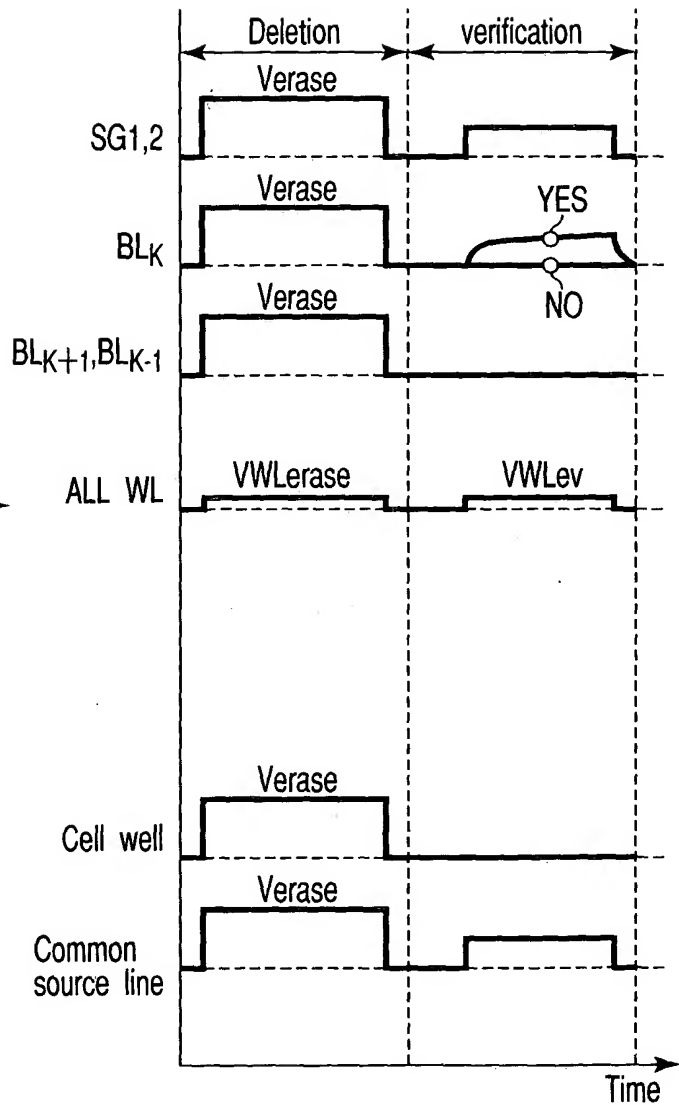 Deletion verification
Verase
SG1,2
Verase
YES
BLK
NO
Verase
BLK+1,BLK-1
VWLerase VWLev
ALL WL
Verase
Cell well
Verase
Common
source line
Time